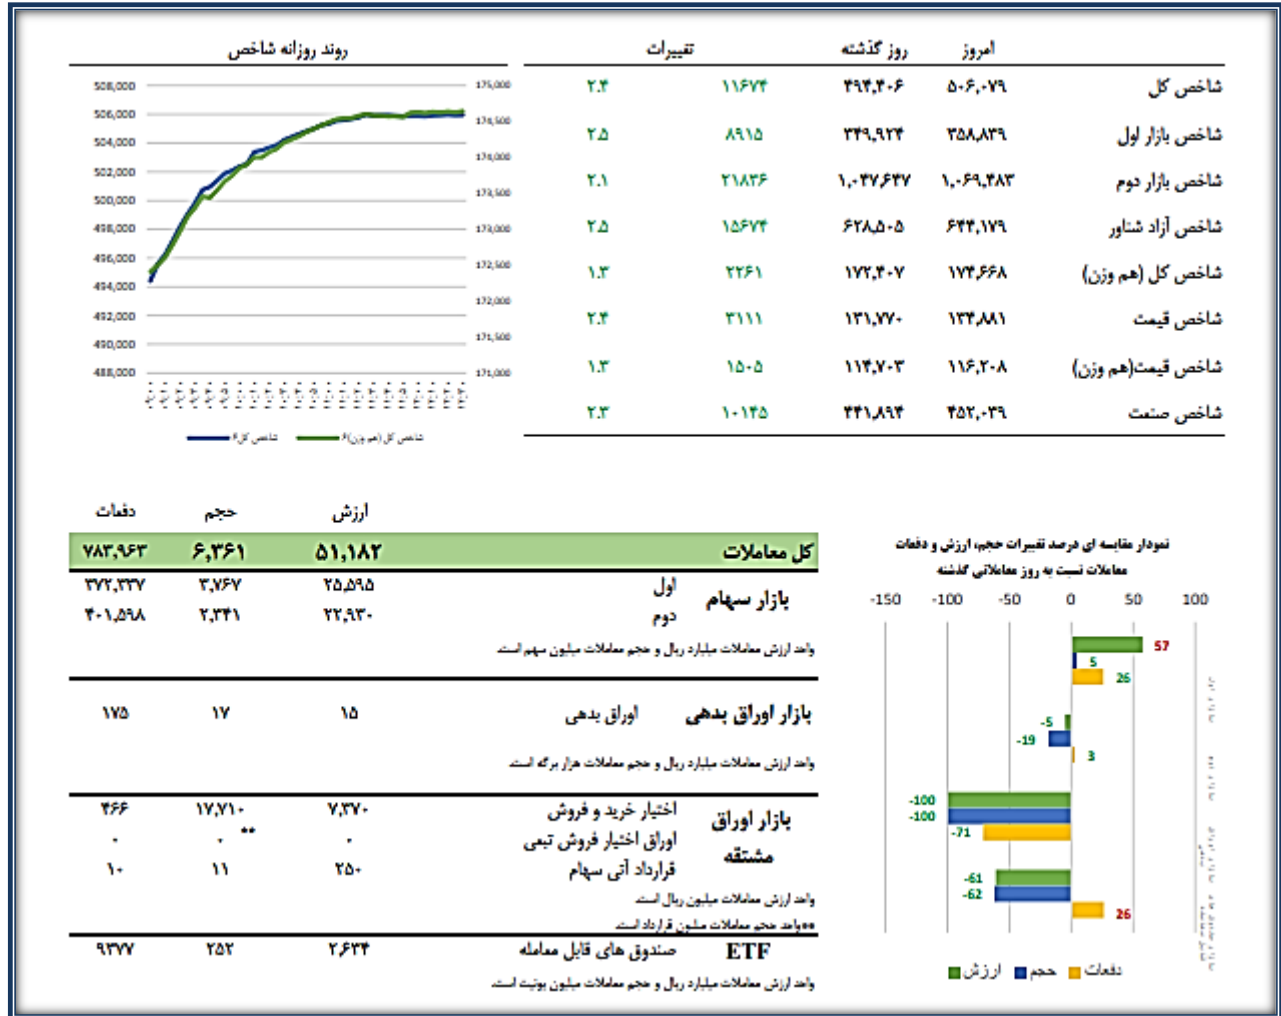 امروز روز گذشته تغییرات
شاخص کل ۵۰۶,۰۷۹ ۴۹۴,۴۰۶ ۱۱۶۷۴ ۲.۴
شاخص بازار اول ۳۵۸,۸۳۹ ۳۴۹,۹۲۴ ۸۹۱۵ ۲.۵
شاخص بازار دوم ۱,۰۶۹,۴۸۳ ۱,۰۴۷,۶۴۷ ۲۱۸۳۶ ۲.۱
شاخص آزاد شناور ۶۴۴,۱۷۹ ۶۲۸,۵۰۵ ۱۵۶۷۴ ۲.۵
شاخص کل (هم وزن) ۱۷۴,۶۶۸ ۱۷۲,۴۰۷ ۲۲۶۱ ۱.۳
شاخص قیمت ۱۳۴,۸۸۱ ۱۳۱,۷۷۰ ۳۱۱۱ ۲.۴
شاخص قیمت(هم وزن) ۱۱۶,۲۰۸ ۱۱۴,۷۰۳ ۱۵۰۵ ۱.۳
شاخص صنعت ۴۵۲,۰۳۹ ۴۴۱,۸۹۴ ۱۰۱۴۵ ۲.۳
روند روزانه شاخص
508,000 175,000
506,000 174,500
504,000 174,000
502,000 173,500
500,000 173,000
498,000 172,500
496,000 172,000
494,000 171,500
492,000 171,000
490,000
488,000
شاخص کل۶ شاخص کل (هم وزن)۶
ارزش حجم دفعات
کل معاملات ۵۱,۱۸۲ ۶,۳۶۱ ۷۸۳,۹۶۳
بازار سهام
اول ۲۵,۵۹۵ ۳,۷۶۷ ۳۷۲,۳۳۷
دوم ۲۲,۹۳۰ ۲,۳۴۱ ۴۰۱,۵۹۸
واحد ارزش معاملات میلیارد ریال و حجم معاملات میلیون سهم است.
بازار اوراق بدهی اوراق بدهی ۱۵ ۱۷ ۱۷۵
واحد ارزش معاملات میلیارد ریال و حجم معاملات هزار برگه است.
بازار اوراق مشتقه
اختیار خرید و فروش ۷,۳۷۰ ۱۷,۷۱۰ ۴۶۶
اوراق اختیار فروش تبعی ۰ ۰** ۰
قرارداد آتی سهام ۲۵۰ ۱۱ ۱۰
واحد ارزش معاملات میلیون ریال است.
**واحد حجم معاملات میلیون قرارداد است.
ETF صندوق های قابل معامله ۲,۶۳۴ ۲۵۲ ۹۳۷۷
واحد ارزش معاملات میلیارد ریال و حجم معاملات میلیون یونیت است.
نمودار مقایسه ای درصد تغییرات حجم، ارزش و دفعات
معاملات نسبت به روز معاملاتی گذشته
-150 -100 -50 0 50 100
57
5
26
-5
-19
3
-100
-100
-71
-61
-62
26
دفعات حجم ارزش